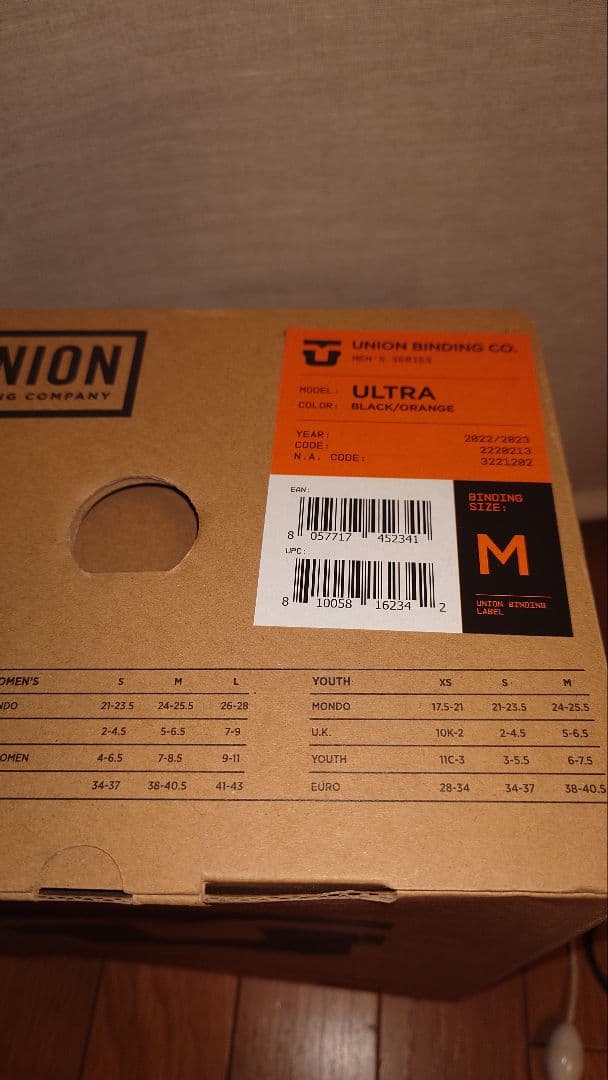 NION
NG COMPANY
UNION BINDING CO.
MEN'S SERIES
MODEL: ULTRA
COLOR: BLACK/ORANGE
YEAR: 2022/2023
CODE: 2220213
N.A. CODE: 3221202
EAN:
8 057717 452341
UPC:
8 10058 16234 2
BINDING
SIZE:
M
UNION BINDING
LABEL
OMEN'S S M L
NDO 21-23.5 24-25.5 26-28
2-4.5 5-6.5 7-9
OMEN 4-6.5 7-8.5 9-11
34-37 38-40.5 41-43
YOUTH XS S M
MONDO 17.5-21 21-23.5 24-25.5
U.K. 10K-2 2-4.5 5-6.5
YOUTH 11C-3 3-5.5 6-7.5
EURO 28-34 34-37 38-40.5